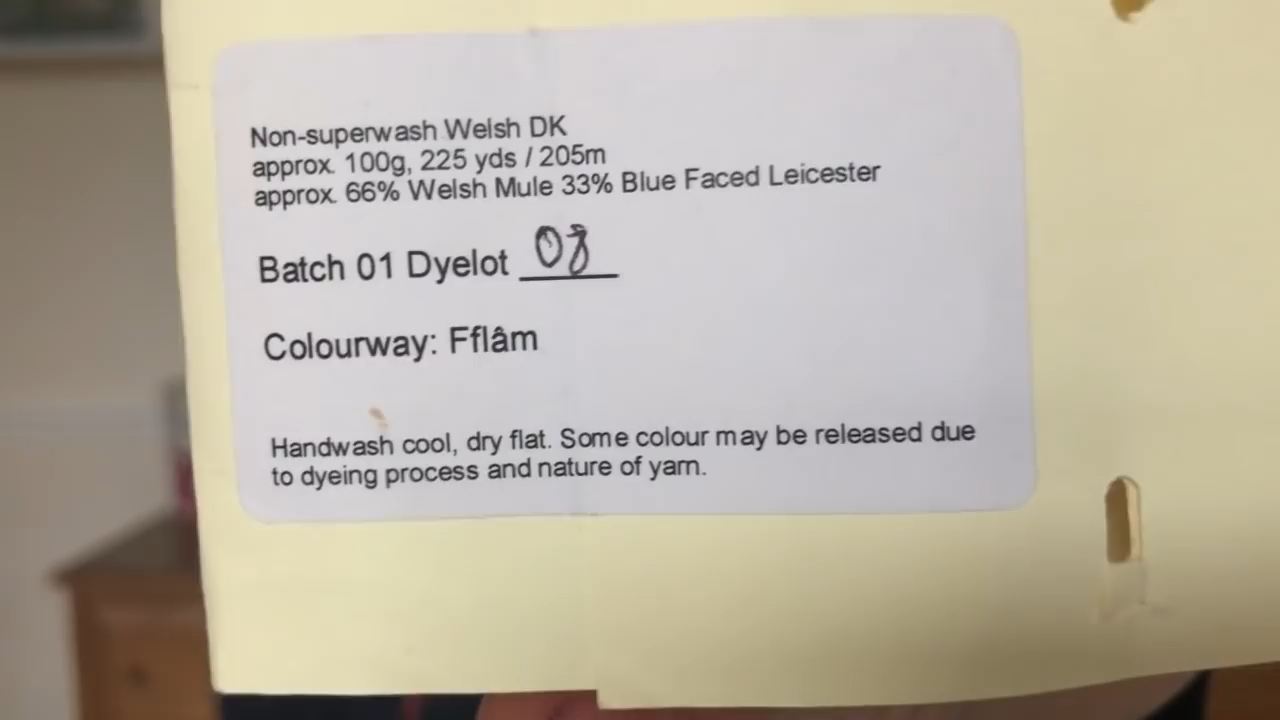 Non-superwash Welsh DK
approx. 100g, 225 yds / 205m
approx. 66% Welsh Mule 33% Blue Faced Leicester
Batch 01 Dyelot 08
Colourway: Fflâm
Handwash cool, dry flat. Some colour may be released due
to dyeing process and nature of yarn.